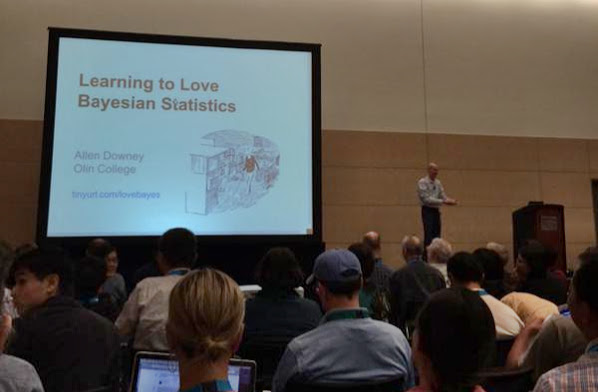 Learning to Love
Bayesian Statistics
Allen Downey
Olin College
tinyurl.com/lovebayes